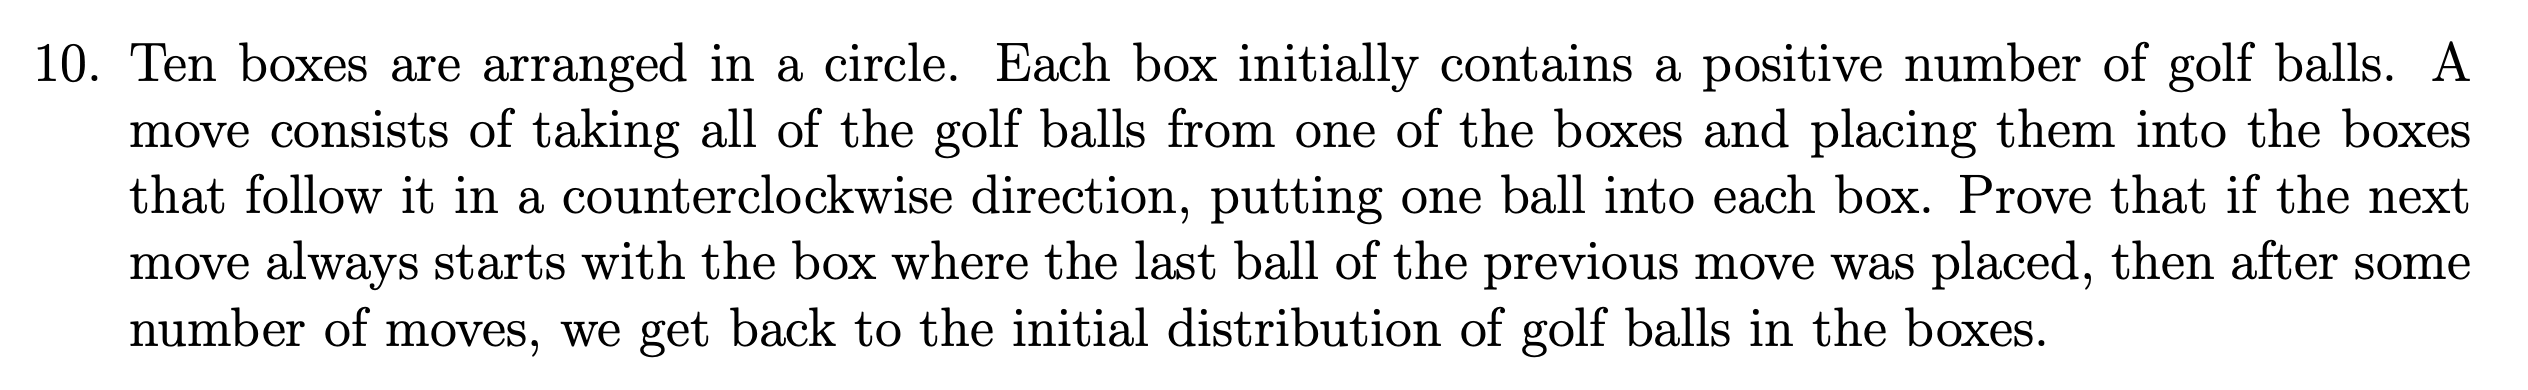 10. Ten boxes are arranged in a circle. Each box initially contains a positive number of golf balls. A
move consists of taking all of the golf balls from one of the boxes and placing them into the boxes
that follow it in a counterclockwise direction, putting one ball into each box. Prove that if the next
move always starts with the box where the last ball of the previous move was placed, then after some
number of moves, we get back to the initial distribution of golf balls in the boxes.